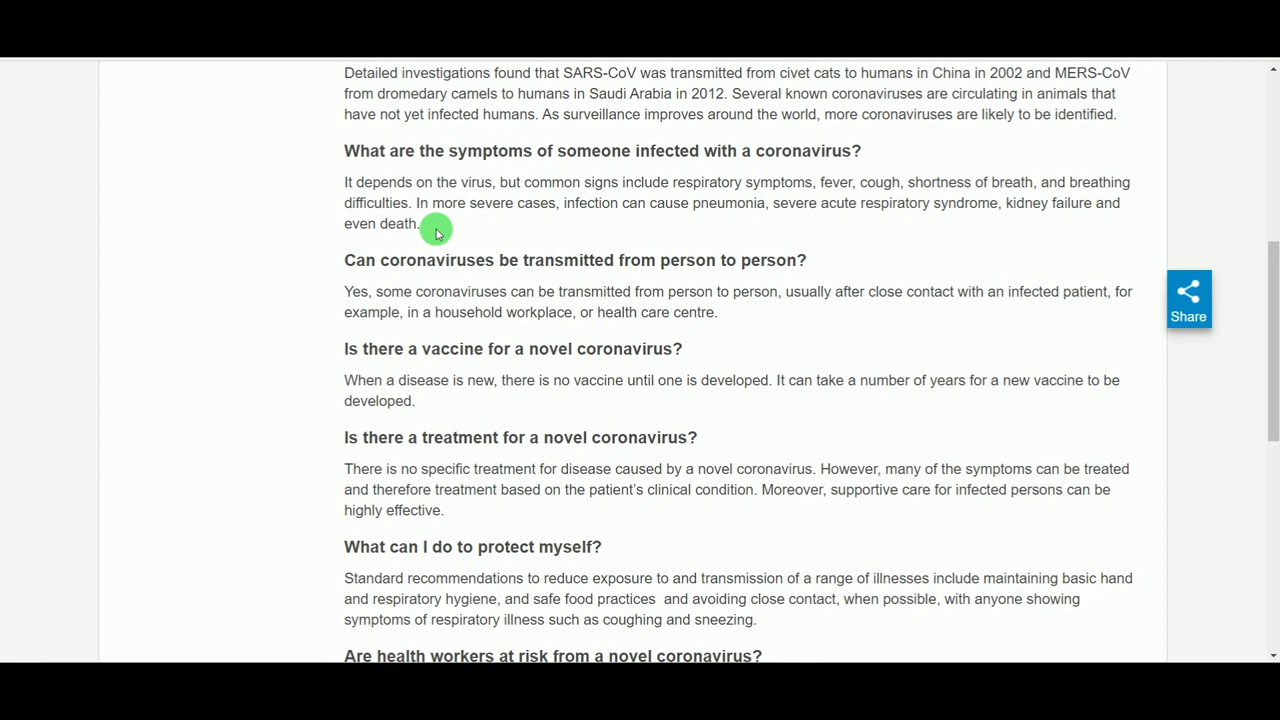 Detailed investigations found that SARS-CoV was transmitted from civet cats to humans in China in 2002 and MERS-CoV
from dromedary camels to humans in Saudi Arabia in 2012. Several known coronaviruses are circulating in animals that
have not yet infected humans. As surveillance improves around the world, more coronaviruses are likely to be identified.
What are the symptoms of someone infected with a coronavirus?
It depends on the virus, but common signs include respiratory symptoms, fever, cough, shortness of breath, and breathing
difficulties. In more severe cases, infection can cause pneumonia, severe acute respiratory syndrome, kidney failure and
even death.
Can coronaviruses be transmitted from person to person?
Yes, some coronaviruses can be transmitted from person to person, usually after close contact with an infected patient, for
example, in a household workplace, or health care centre.
Share
Is there a vaccine for a novel coronavirus?
When a disease is new, there is no vaccine until one is developed. It can take a number of years for a new vaccine to be
developed.
Is there a treatment for a novel coronavirus?
There is no specific treatment for disease caused by a novel coronavirus. However, many of the symptoms can be treated
and therefore treatment based on the patient's clinical condition. Moreover, supportive care for infected persons can be
highly effective.
What can I do to protect myself?
Standard recommendations to reduce exposure to and transmission of a range of illnesses include maintaining basic hand
and respiratory hygiene, and safe food practices  and avoiding close contact, when possible, with anyone showing
symptoms of respiratory illness such as coughing and sneezing.
Are health workers at risk from a novel coronavirus?